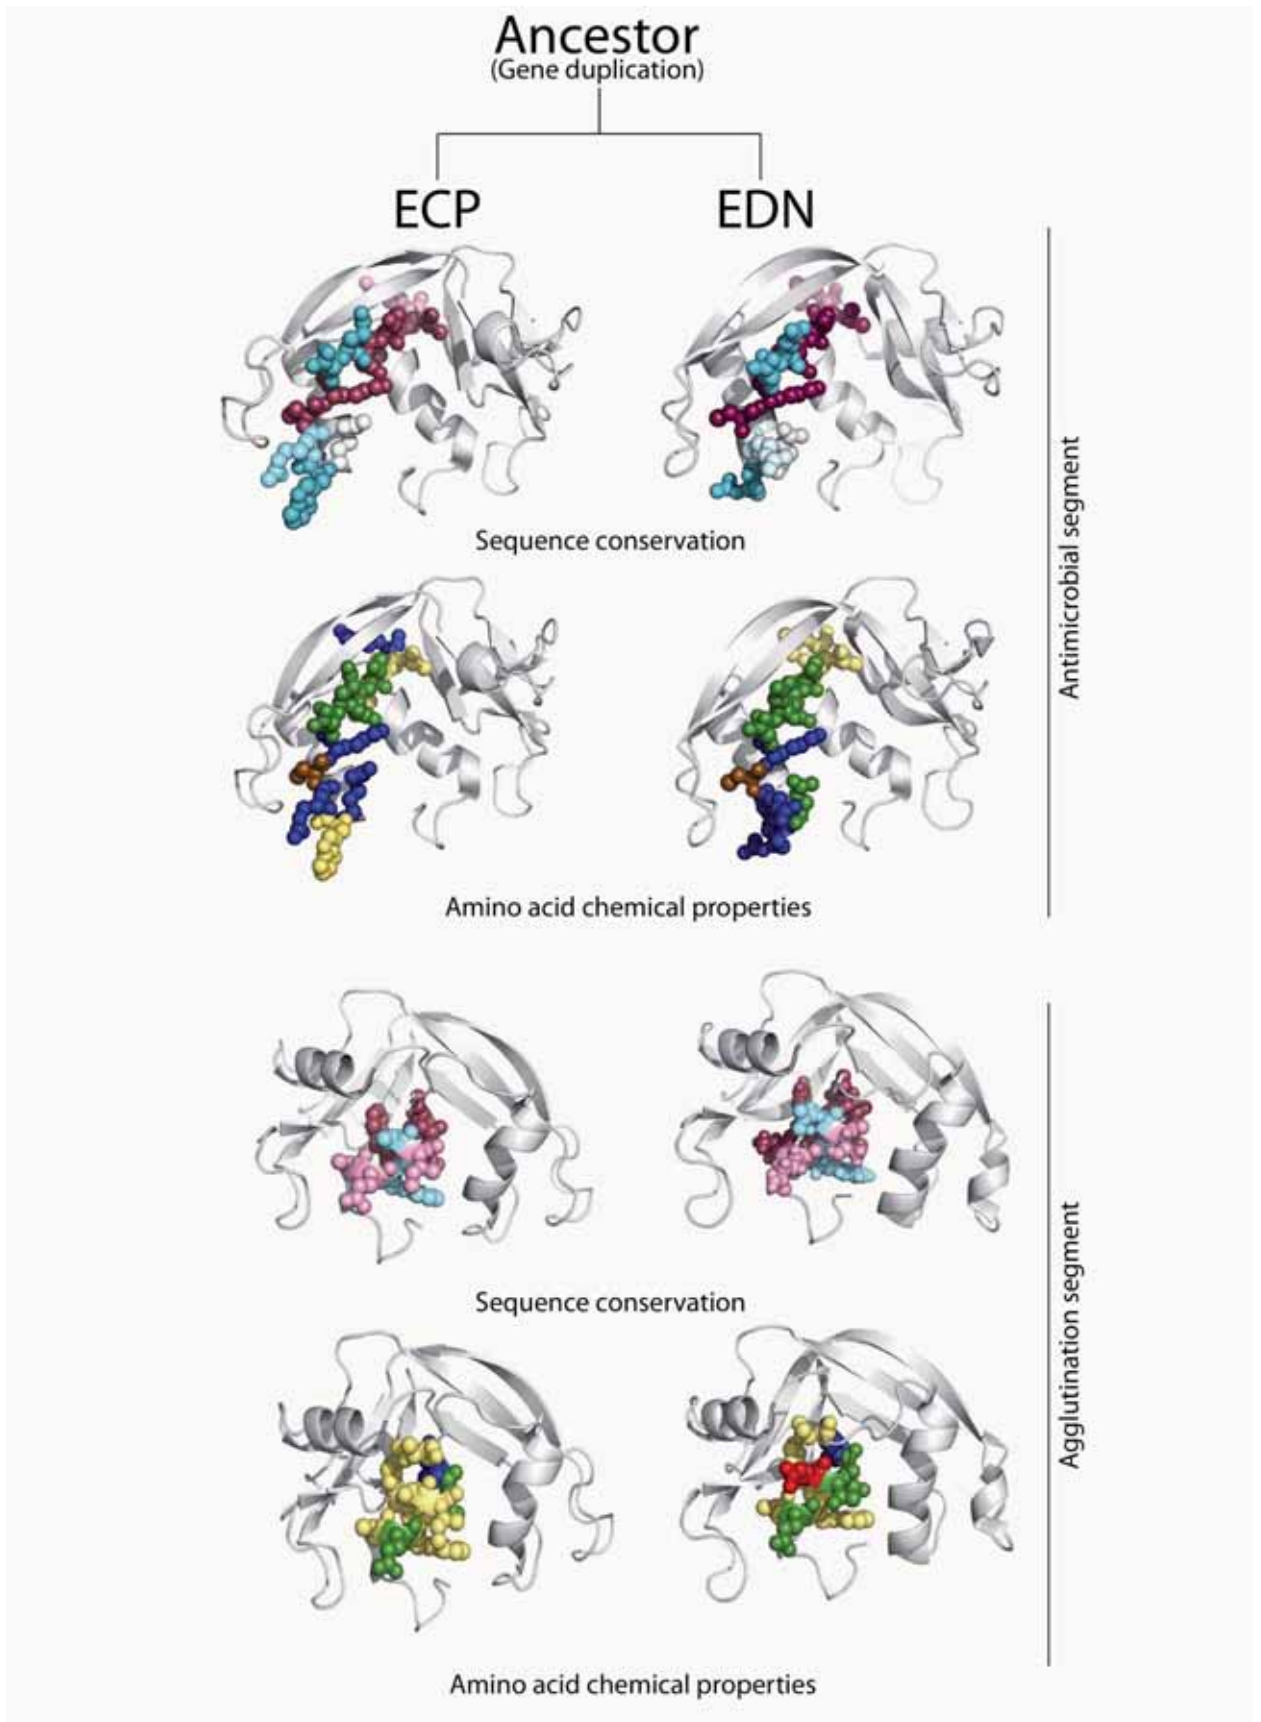 Ancestor
(Gene duplication)
ECP
EDN
Sequence conservation
Amino acid chemical properties
Antimicrobial segment
Sequence conservation
Amino acid chemical properties
Agglutination segment